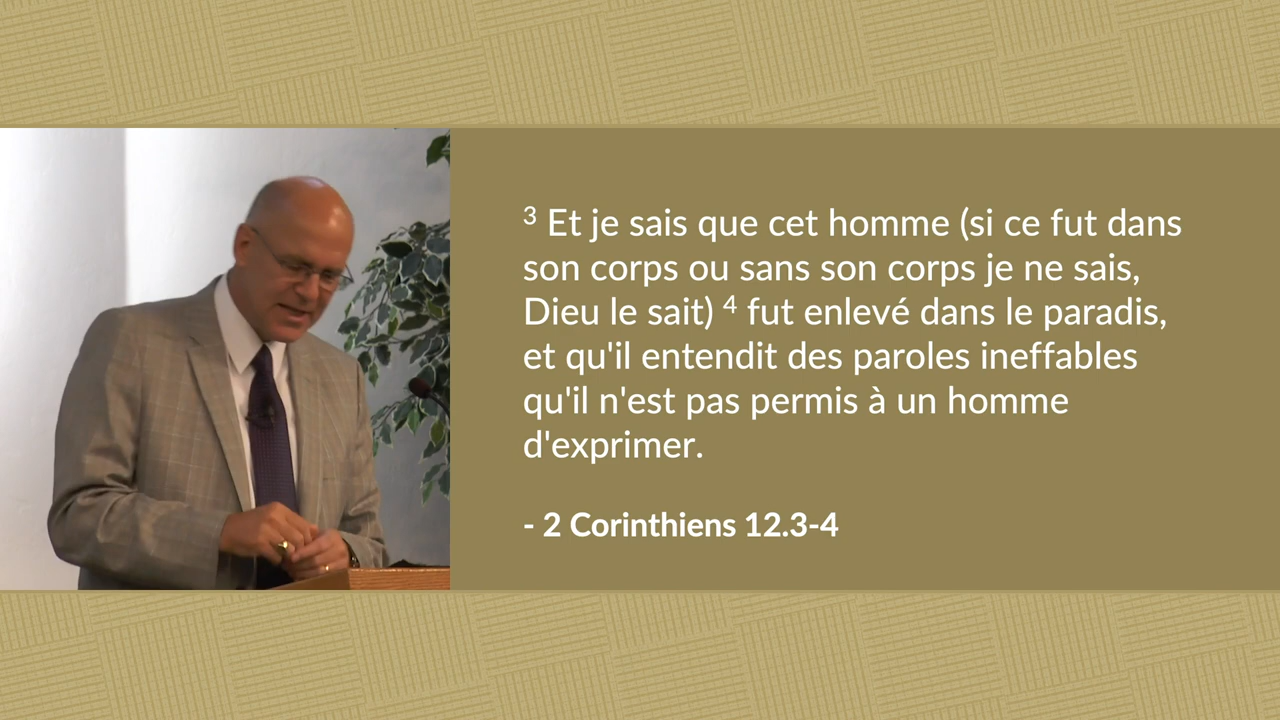 3 Et je sais que cet homme (si ce fut dans
son corps ou sans son corps je ne sais,
Dieu le sait) 4 fut enlevé dans le paradis,
et qu'il entendit des paroles ineffables
qu'il n'est pas permis à un homme
d'exprimer.
- 2 Corinthiens 12.3-4